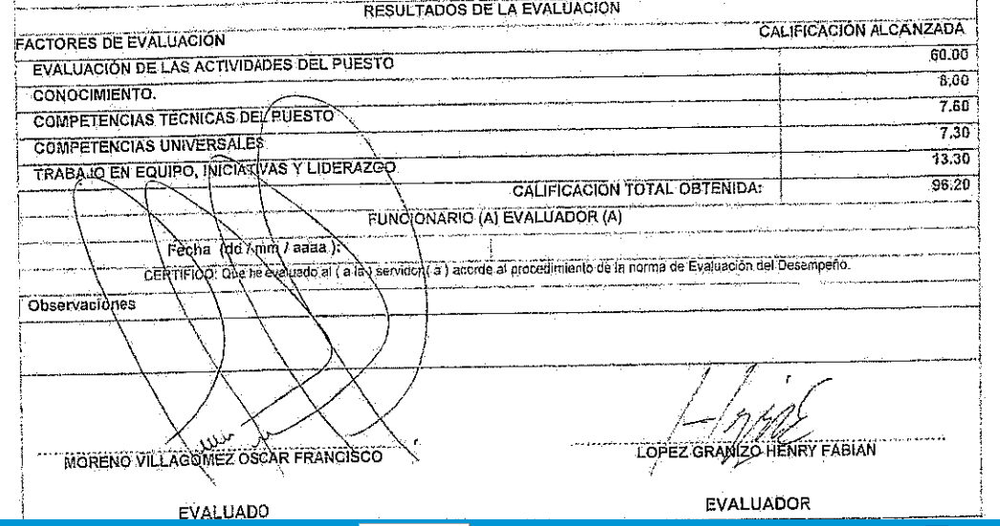 RESULTADOS DE LA EVALUACION
FACTORES DE EVALUACION CALIFICACIÓN ALCANZADA
EVALUACIÓN DE LAS ACTIVIDADES DEL PUESTO 60.00
CONOCIMIENTO. 8,00
COMPETENCIAS TECNICAS DEL PUESTO 7.60
COMPETENCIAS UNIVERSALES 7.30
TRABAJO EN EQUIPO, INICIATIVAS Y LIDERAZGO 13.30
CALIFICACION TOTAL OBTENIDA: 96.20
FUNCIONARIO (A) EVALUADOR (A)
Fecha (dd / mm / aaaa ):
CERTIFICO: Que he evaluado al ( a la ) servidor( a ) acorde al procedimiento de la norma de Evaluación del Desempeño.
Observaciones
MORENO VILLAGOMEZ OSCAR FRANCISCO LOPEZ GRANIZO HENRY FABIAN
EVALUADO EVALUADOR